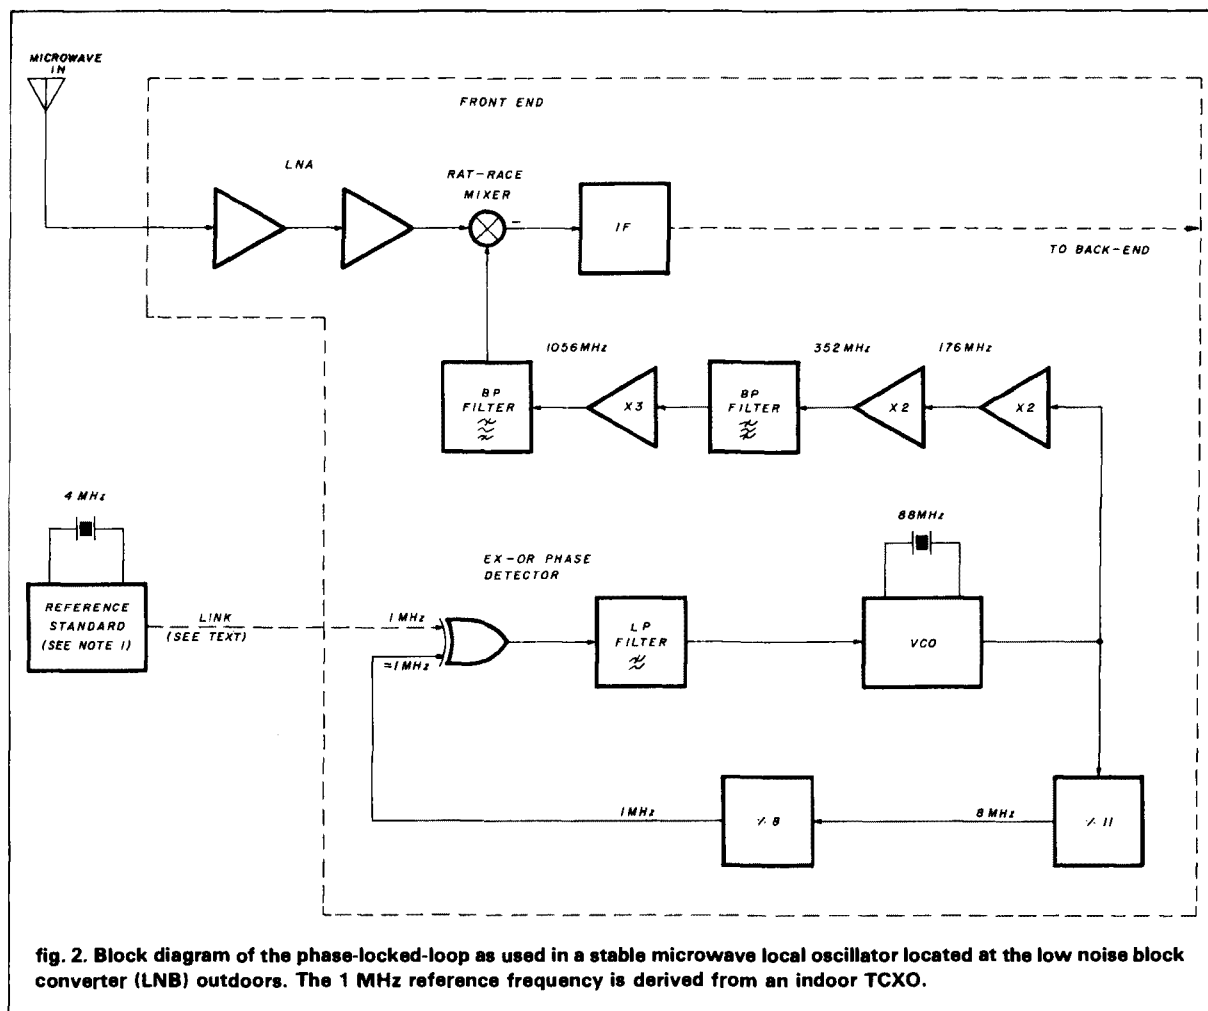 MICROWAVE
IN
FRONT END
LNA
RAT-RACE
MIXER
–
IF
TO BACK-END
1056MHz
352MHz
176MHz
BP
FILTER
X3
BP
FILTER
X2
X2
4 MHz
88MHz
EX-OR PHASE
DETECTOR
REFERENCE
STANDARD
(SEE NOTE 1)
LINK
(SEE TEXT)
1MHz
≈1MHz
LP
FILTER
VCO
1MHz
÷ 8
8MHz
÷ 11
fig. 2. Block diagram of the phase-locked-loop as used in a stable microwave local oscillator located at the low noise block
converter (LNB) outdoors. The 1 MHz reference frequency is derived from an indoor TCXO.